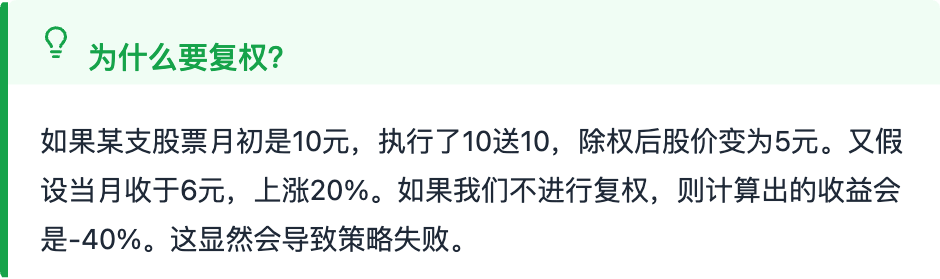 为什么要复权?
如果某支股票月初是10元，执行了10送10，除权后股价变为5元。又假
设当月收于6元，上涨20%。如果我们不进行复权，则计算出的收益会
是-40%。这显然会导致策略失败。